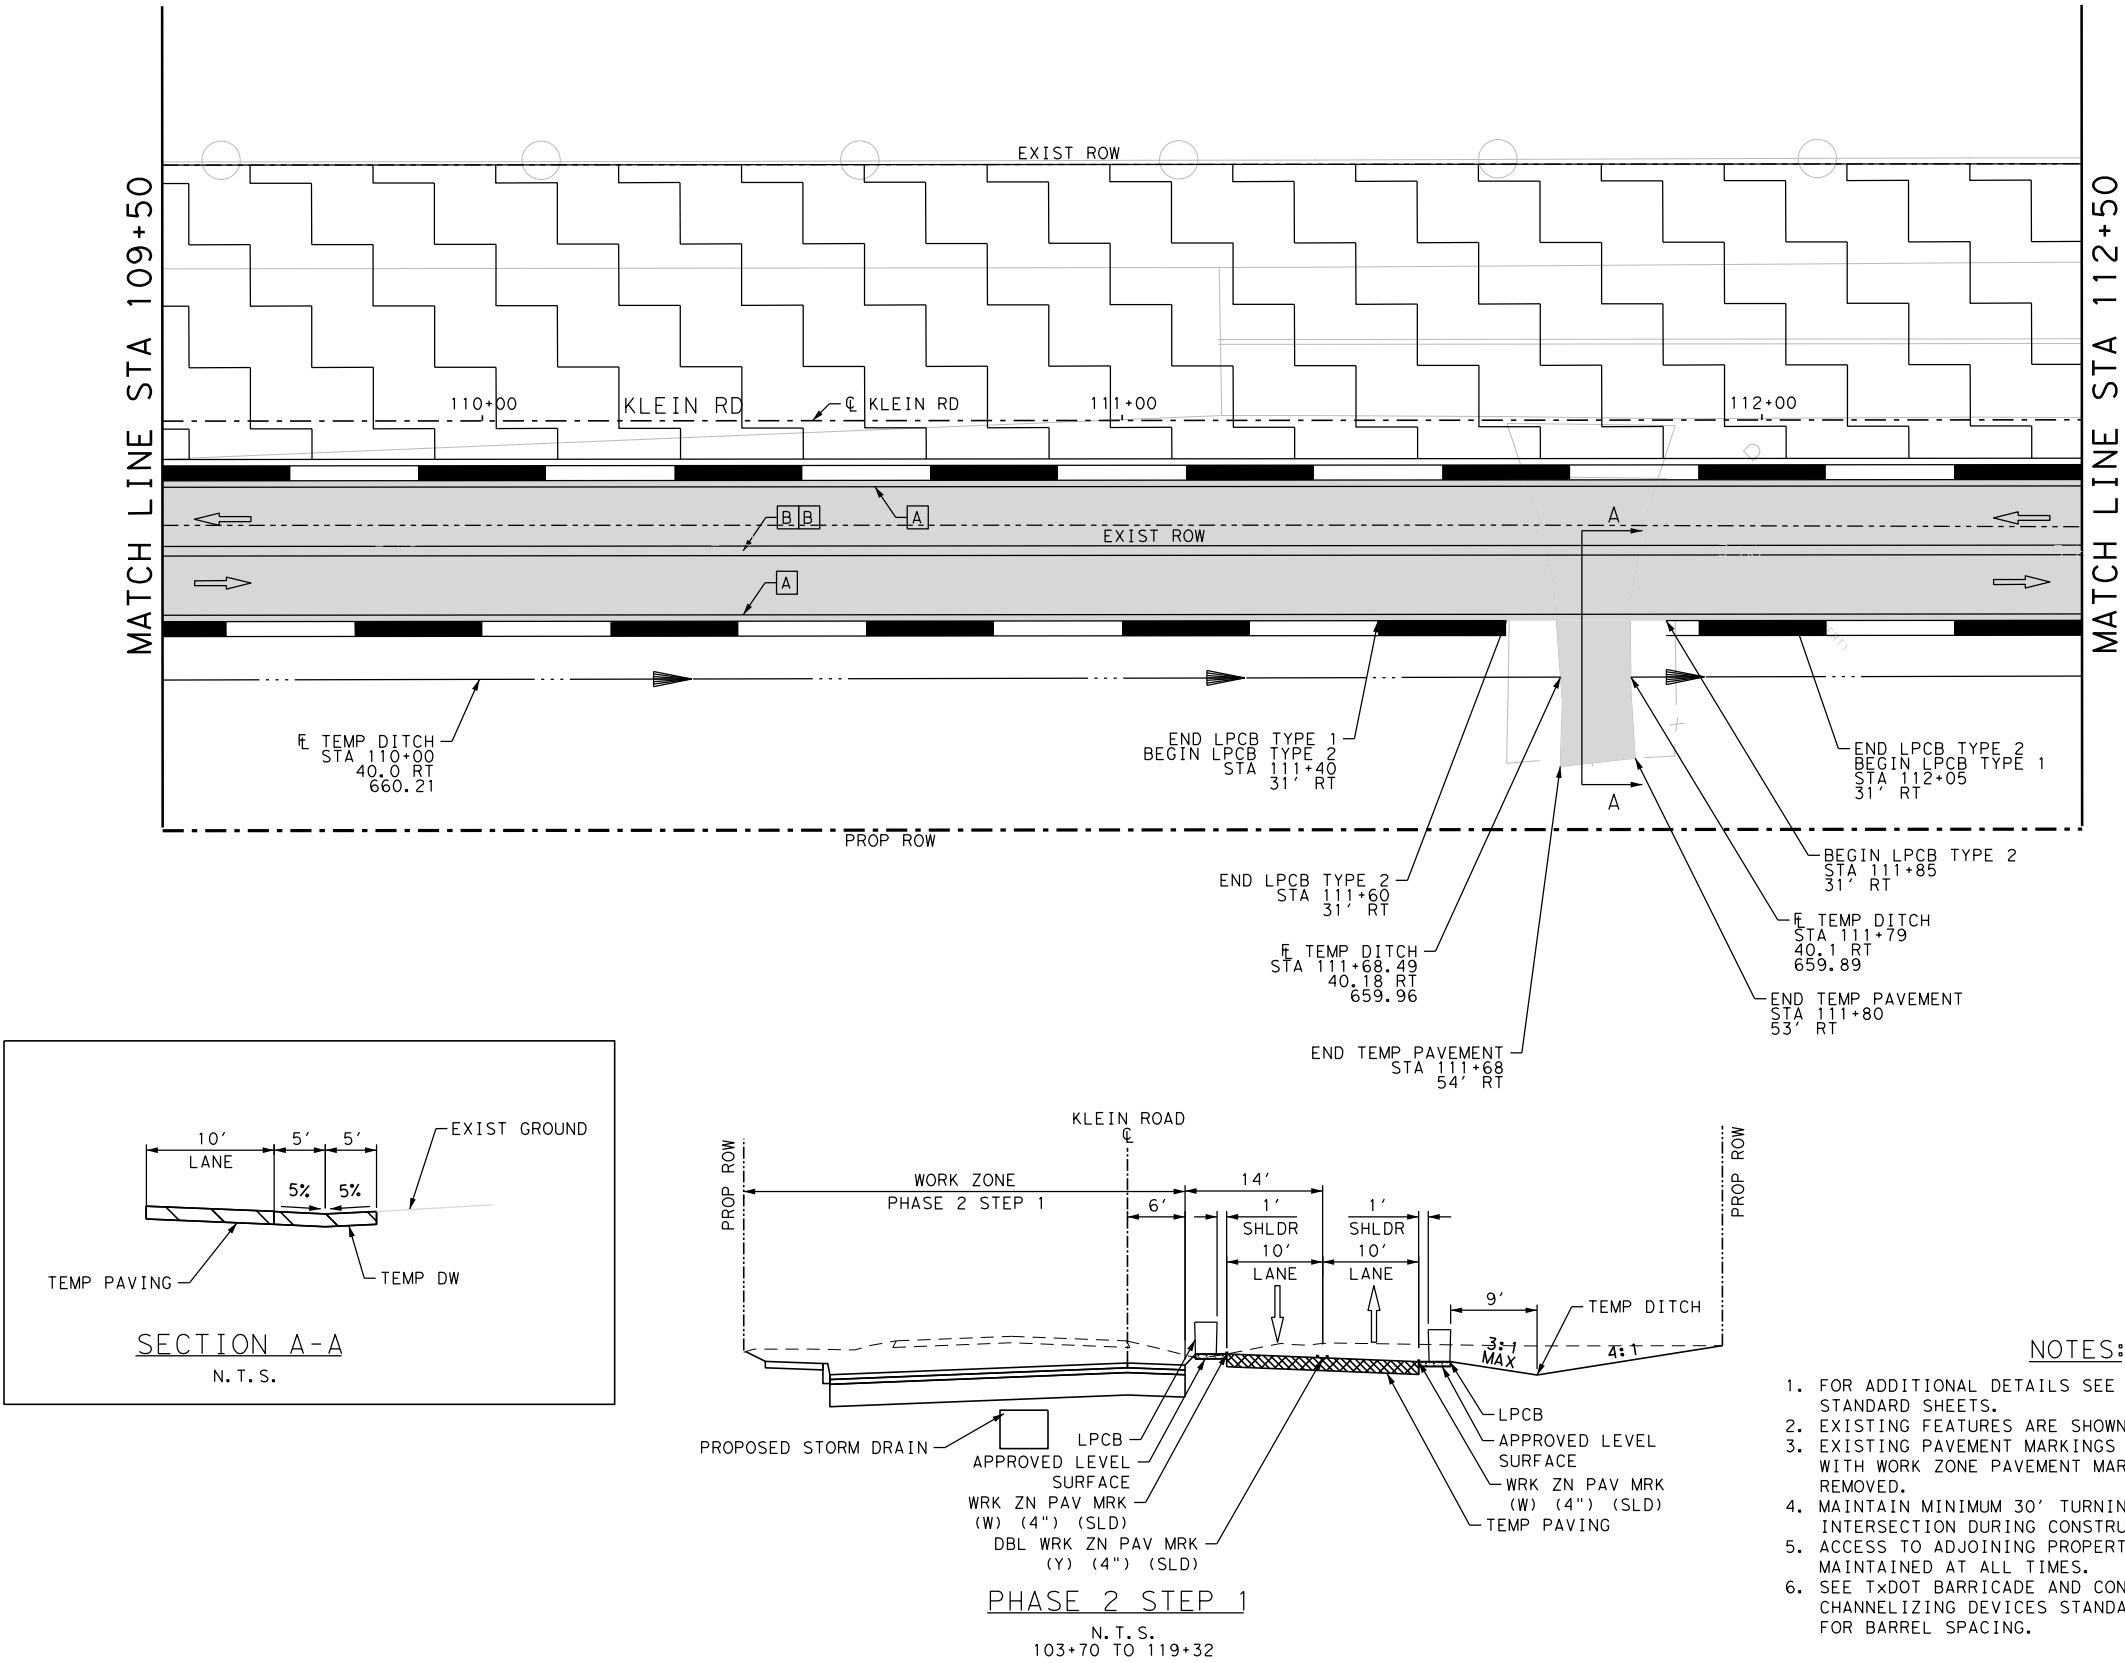 EXIST ROW
MATCH LINE STA 109+50
MATCH LINE STA 112+50
110+00
KLEIN RD
℄ KLEIN RD
111+00
112+00
B B
A
EXIST ROW
A
A
A
℄ TEMP DITCH
STA 110+00
40.0 RT
660.21
END LPCB TYPE 1
BEGIN LPCB TYPE 2
STA 111+40
31' RT
END LPCB TYPE 2
BEGIN LPCB TYPE 1
STA 112+05
31' RT
PROP ROW
BEGIN LPCB TYPE 2
STA 111+85
31' RT
END LPCB TYPE 2
STA 111+60
31' RT
TEMP DITCH
STA 111+79
40.1 RT
659.89
TEMP DITCH
STA 111+68.49
40.18 RT
659.96
END TEMP PAVEMENT
STA 111+80
53' RT
END TEMP PAVEMENT
STA 111+68
54' RT
EXIST GROUND
10' 5' 5'
LANE
5% 5%
TEMP PAVING
TEMP DW
SECTION A-A
N.T.S.
KLEIN ROAD
℄
PROP ROW
PROP ROW
WORK ZONE
PHASE 2 STEP 1
14'
6' 1' 1'
SHLDR SHLDR
10' 10'
LANE LANE
9'
TEMP DITCH
3:1
MAX
4:1
PROPOSED STORM DRAIN
LPCB
APPROVED LEVEL
SURFACE
WRK ZN PAV MRK
(W) (4") (SLD)
DBL WRK ZN PAV MRK
(Y) (4") (SLD)
LPCB
APPROVED LEVEL
SURFACE
WRK ZN PAV MRK
(W) (4") (SLD)
TEMP PAVING
PHASE 2 STEP 1
N.T.S.
103+70 TO 119+32
NOTES:
1. FOR ADDITIONAL DETAILS SEE
STANDARD SHEETS.
2. EXISTING FEATURES ARE SHOWN
3. EXISTING PAVEMENT MARKINGS
WITH WORK ZONE PAVEMENT MAR
REMOVED.
4. MAINTAIN MINIMUM 30' TURNIN
INTERSECTION DURING CONSTRU
5. ACCESS TO ADJOINING PROPERT
MAINTAINED AT ALL TIMES.
6. SEE TxDOT BARRICADE AND CON
CHANNELIZING DEVICES STANDA
FOR BARREL SPACING.